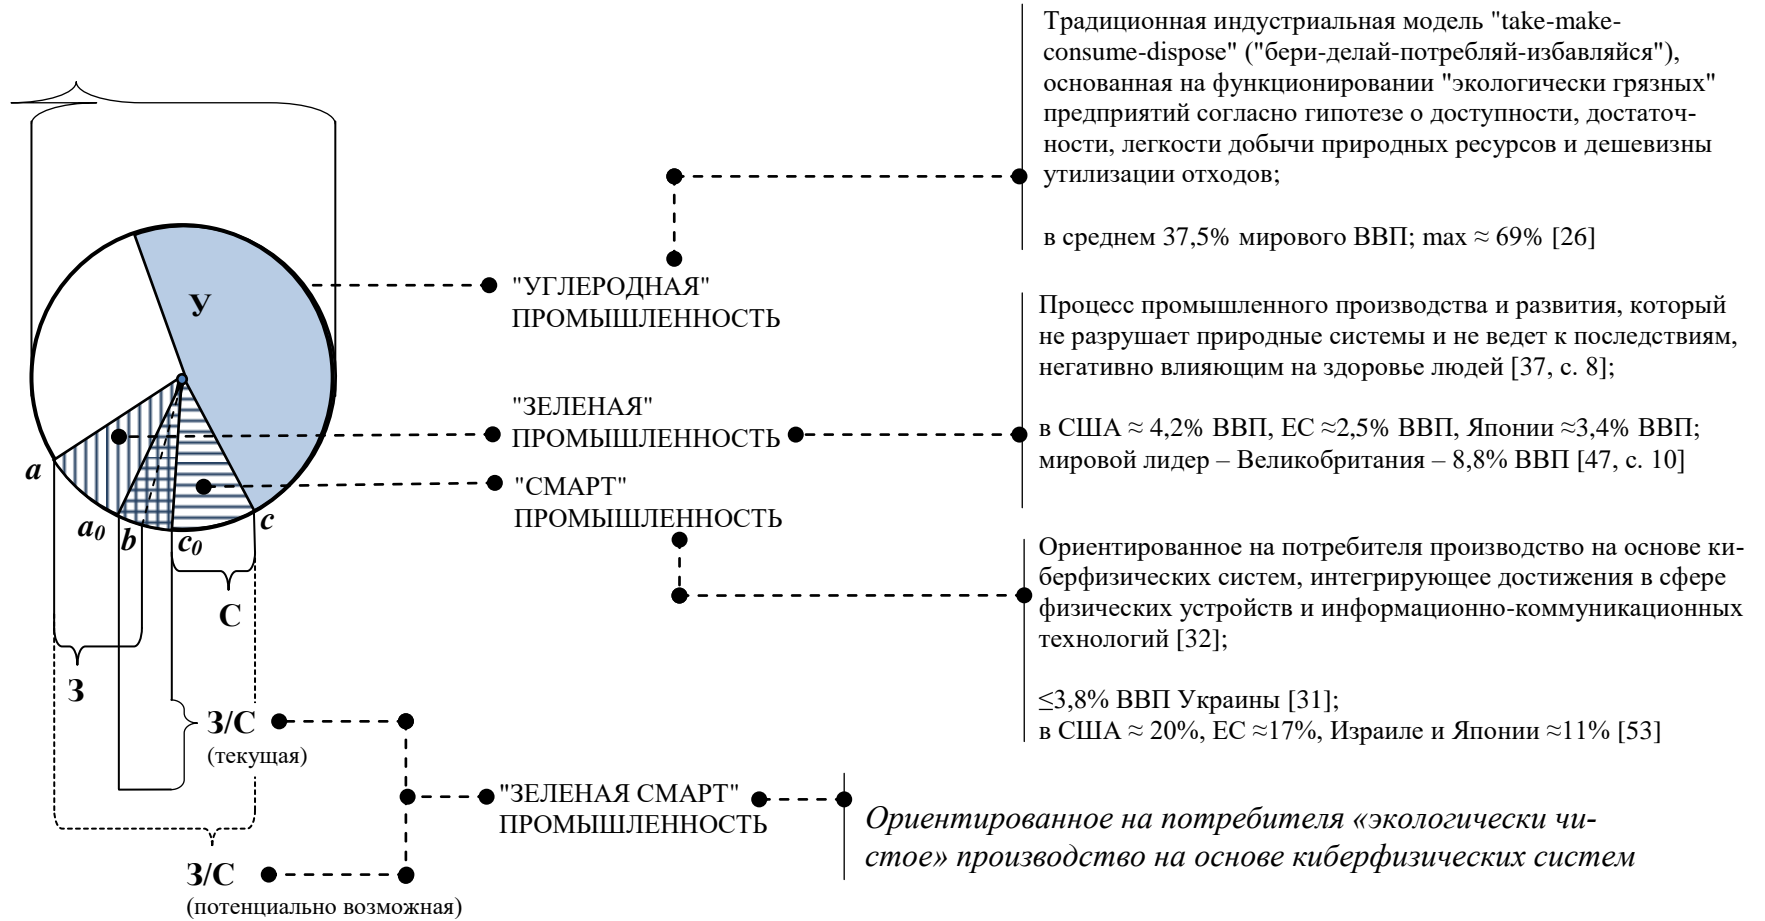 Традиционная индустриальная модель "take-make-
consume-dispose" ("бери-делай-потребляй-избавляйся"),
основанная на функционировании "экологически грязных"
предприятий согласно гипотезе о доступности, достаточ-
ности, легкости добычи природных ресурсов и дешевизны
утилизации отходов;
в среднем 37,5% мирового ВВП; max ≈ 69% [26]
У
"УГЛЕРОДНАЯ"
ПРОМЫШЛЕННОСТЬ
Процесс промышленного производства и развития, который
не разрушает природные системы и не ведет к последствиям,
негативно влияющим на здоровье людей [37, с. 8];
в США ≈ 4,2% ВВП, ЕС ≈2,5% ВВП, Японии ≈3,4% ВВП;
мировой лидер – Великобритания – 8,8% ВВП [47, с. 10]
"ЗЕЛЕНАЯ"
ПРОМЫШЛЕННОСТЬ
"СМАРТ"
ПРОМЫШЛЕННОСТЬ
a
a0
b
c0
c
Ориентированное на потребителя производство на основе ки-
берфизических систем, интегрирующее достижения в сфере
физических устройств и информационно-коммуникационных
технологий [32];
≤3,8% ВВП Украины [31];
в США ≈ 20%, ЕС ≈17%, Израиле и Японии ≈11% [53]
С
З
З/С
(текущая)
"ЗЕЛЕНАЯ СМАРТ"
ПРОМЫШЛЕННОСТЬ
Ориентированное на потребителя «экологически чи-
стое» производство на основе киберфизических систем
З/С
(потенциально возможная)